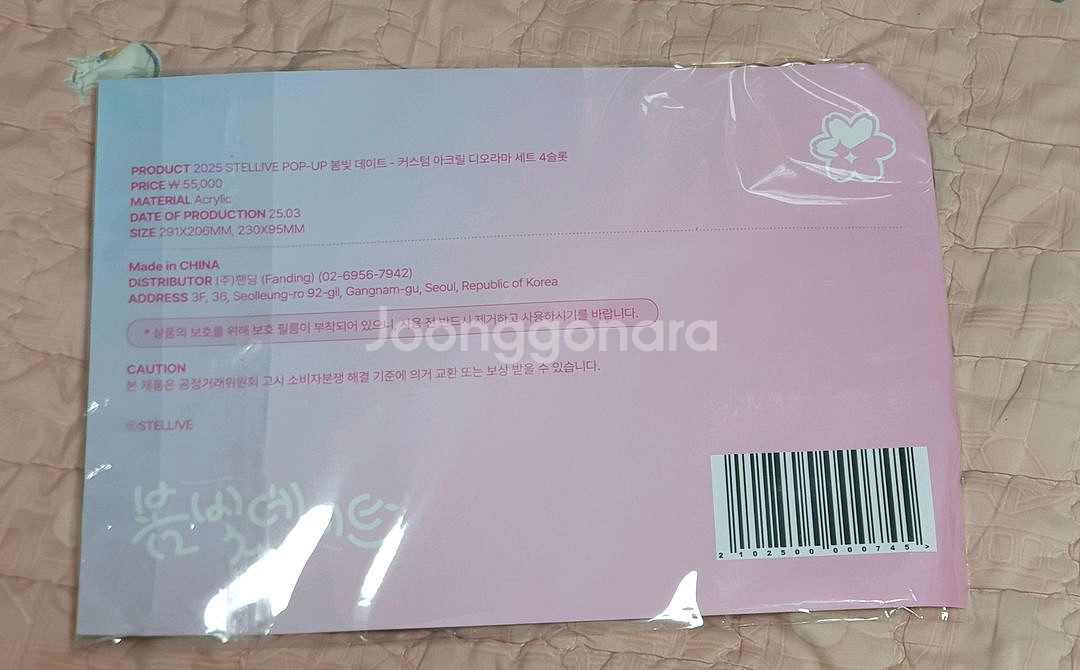 PRODUCT 2025 STELLIVE POP-UP 봄빛 데이트 - 커스텀 아크릴 디오라마 세트 4슬롯
PRICE ₩ 55,000
MATERIAL Acrylic
DATE OF PRODUCTION 25.03
SIZE 291X206MM, 230X95MM
Made in CHINA
DISTRIBUTOR (주)팬딩 (Fanding) (02-6956-7942)
ADDRESS 3F, 36, Seolleung-ro 92-gil, Gangnam-gu, Seoul, Republic of Korea
* 상품의 보호를 위해 보호 필름이 부착되어 있으니, 사용 전 반드시 제거하고 사용하시기를 바랍니다.
Joonggonara
CAUTION
본 제품은 공정거래위원회 고시 소비자분쟁 해결 기준에 의거 교환 또는 보상 받을 수 있습니다.
©STELLIVE
봄빛데이트
2 102500 000745 >